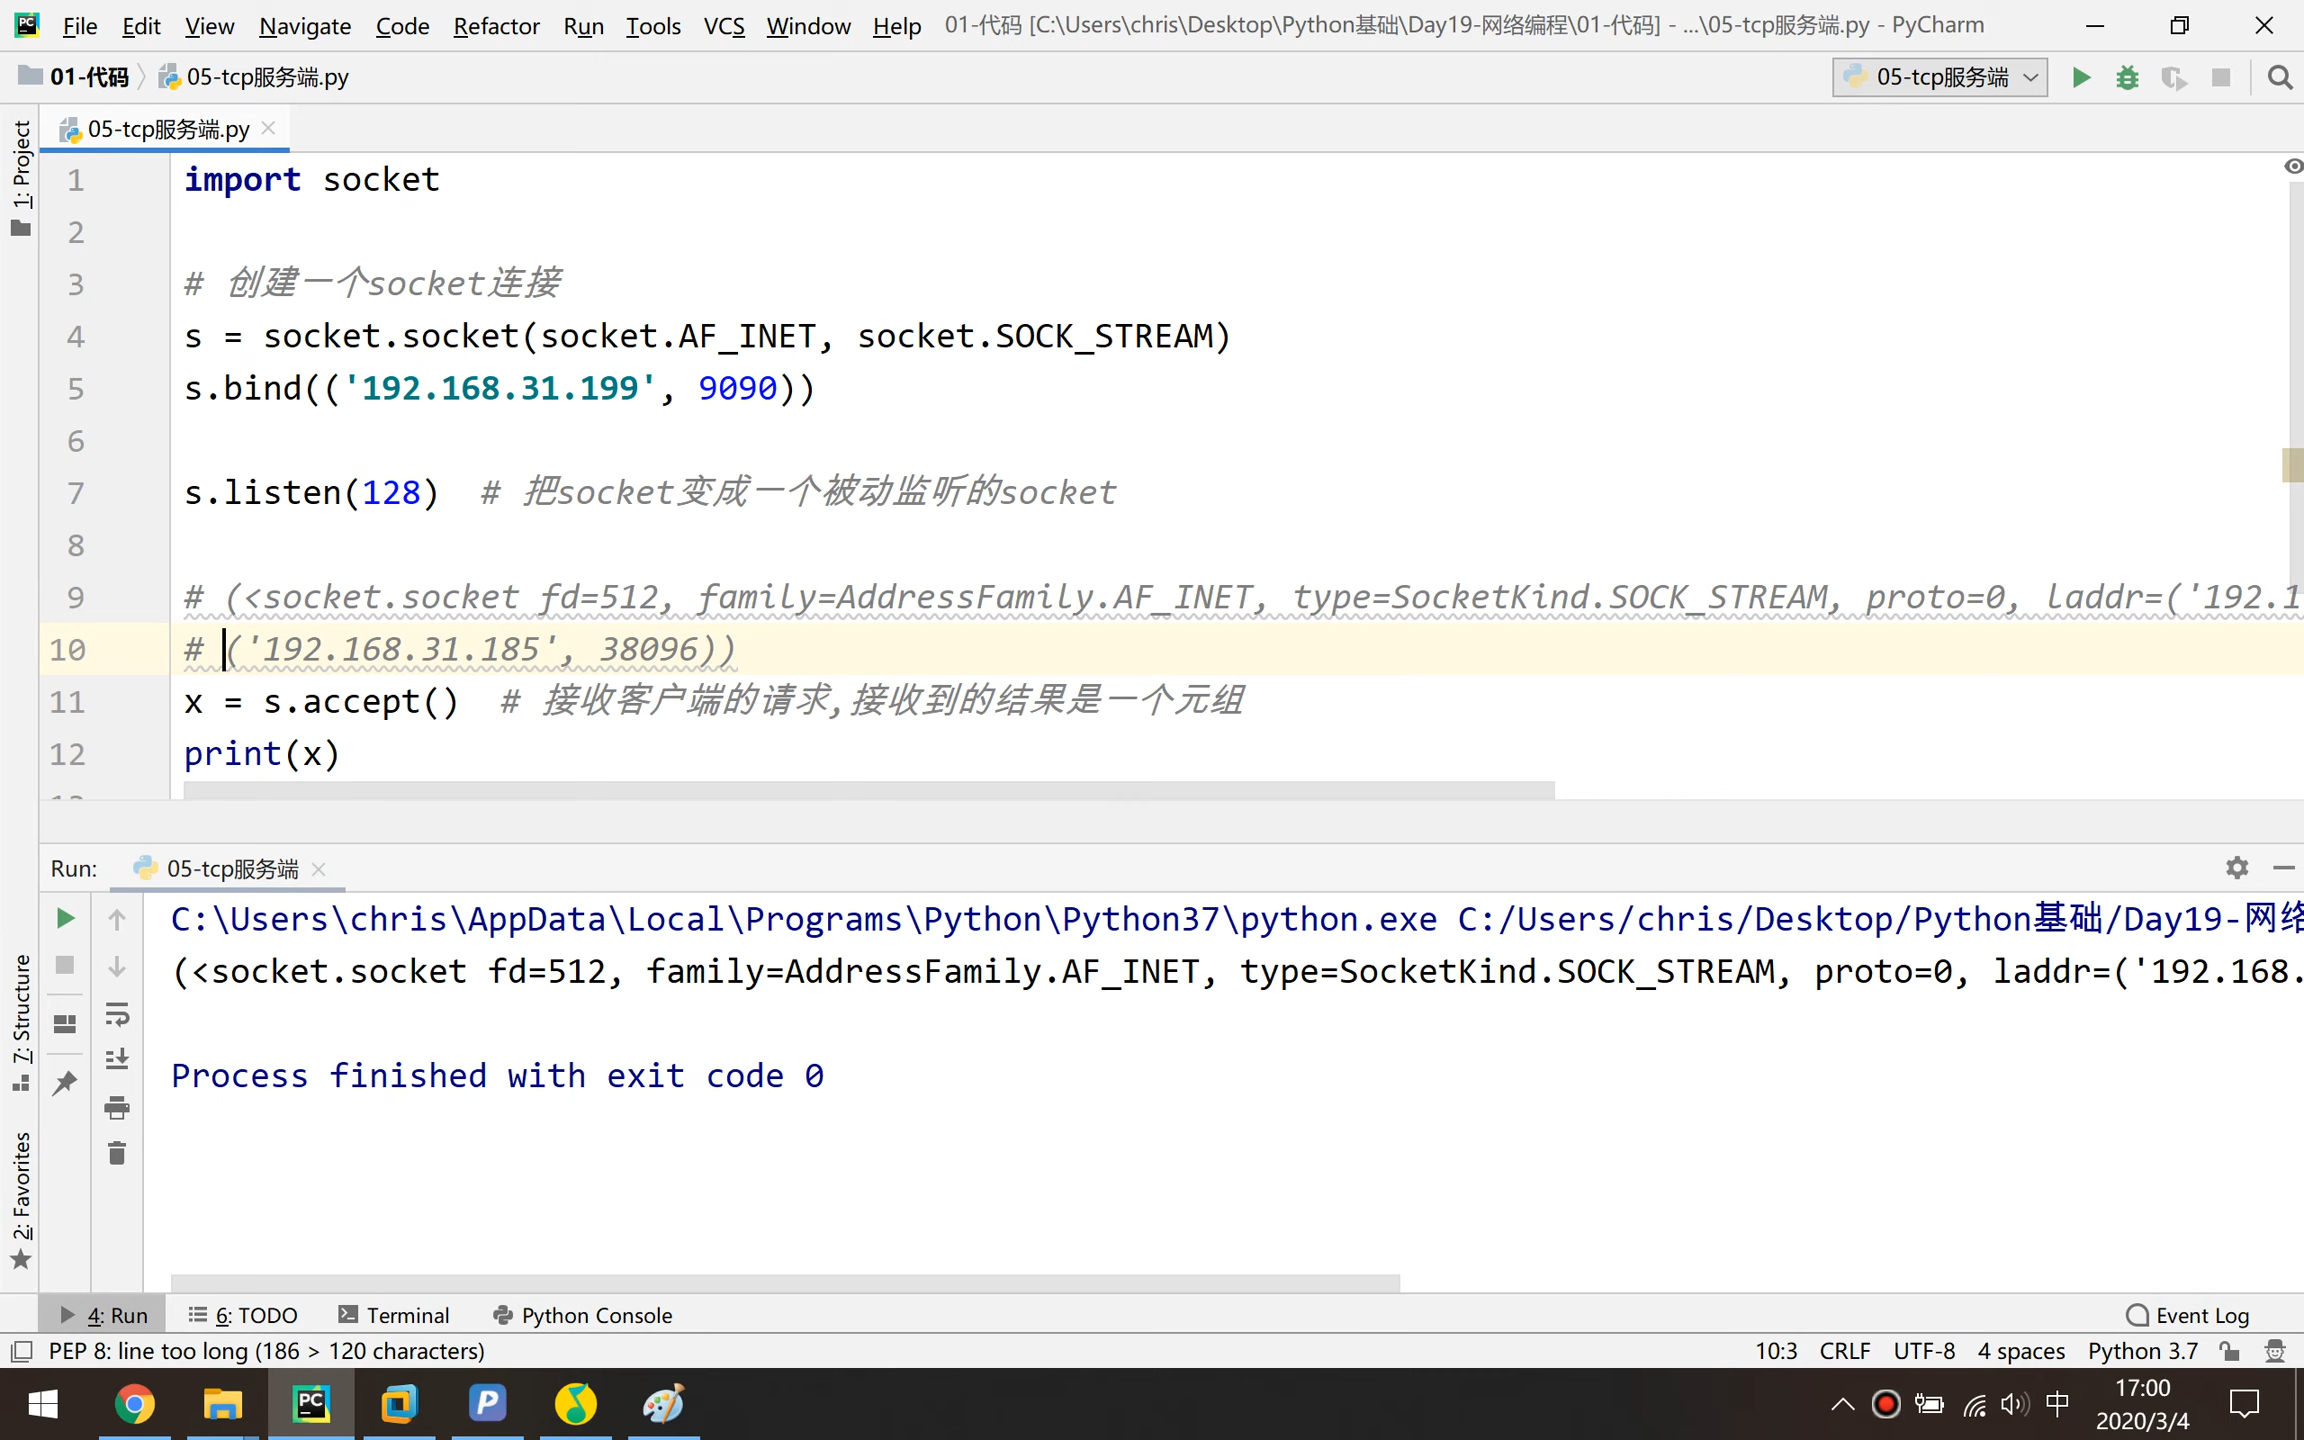 File Edit View Navigate Code Refactor Run Tools VCS Window Help 01-代码 [C:\Users\chris\Desktop\Python基础\Day19-网络编程\01-代码] - ...\05-tcp服务端.py - PyCharm
01-代码 05-tcp服务端.py 05-tcp服务端
1: Project
05-tcp服务端.py
1 import socket
2
3 # 创建一个socket连接
4 s = socket.socket(socket.AF_INET, socket.SOCK_STREAM)
5 s.bind(('192.168.31.199', 9090))
6
7 s.listen(128) # 把socket变成一个被动监听的socket
8
9 # (<socket.socket fd=512, family=AddressFamily.AF_INET, type=SocketKind.SOCK_STREAM, proto=0, laddr=('192.1
10 # ('192.168.31.185', 38096))
11 x = s.accept() # 接收客户端的请求,接收到的结果是一个元组
12 print(x)
Run: 05-tcp服务端
C:\Users\chris\AppData\Local\Programs\Python\Python37\python.exe C:/Users/chris/Desktop/Python基础/Day19-网络
(<socket.socket fd=512, family=AddressFamily.AF_INET, type=SocketKind.SOCK_STREAM, proto=0, laddr=('192.168.
Process finished with exit code 0
7: Structure
2: Favorites
4: Run 6: TODO Terminal Python Console Event Log
PEP 8: line too long (186 > 120 characters) 10:3 CRLF UTF-8 4 spaces Python 3.7
PC P 中 17:00
2020/3/4